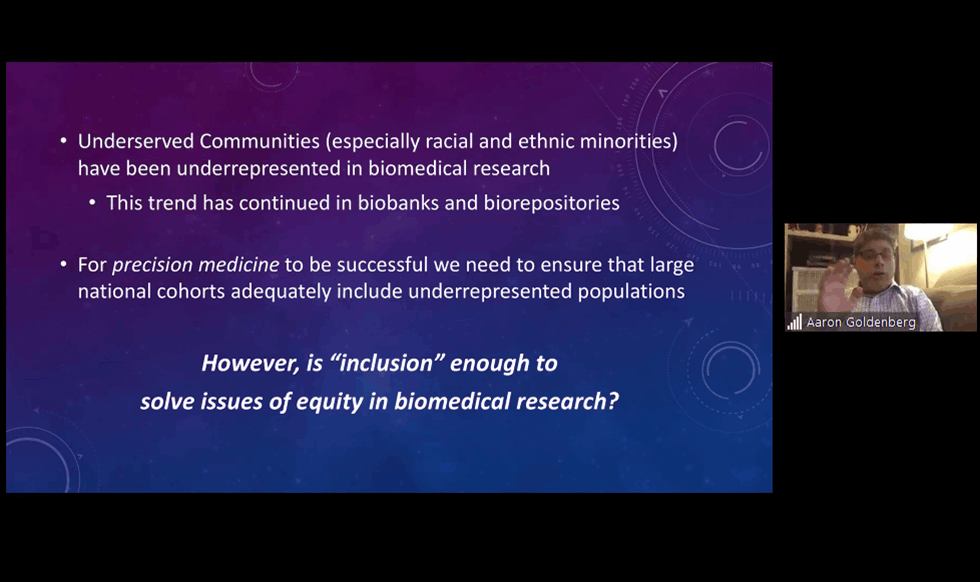 • Underserved Communities (especially racial and ethnic minorities)
have been underrepresented in biomedical research
• This trend has continued in biobanks and biorepositories
• For precision medicine to be successful we need to ensure that large
national cohorts adequately include underrepresented populations
However, is “inclusion” enough to
solve issues of equity in biomedical research?
Aaron Goldenberg